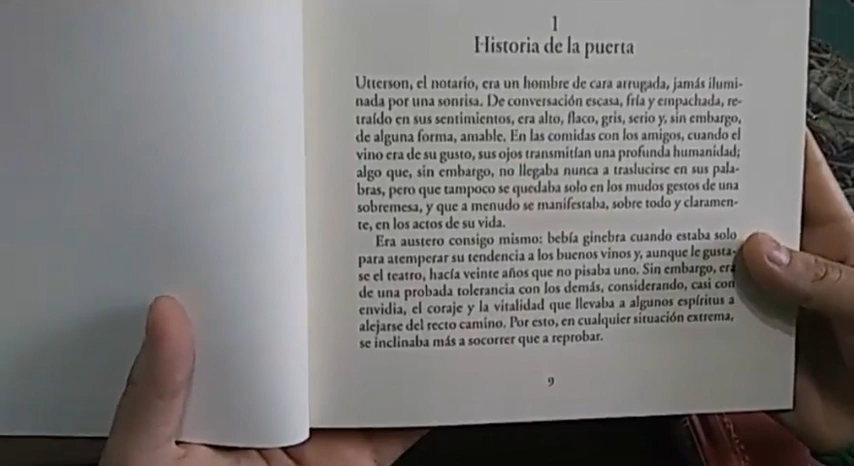 1
Historia de la puerta
Utterson, el notario, era un hombre de cara arrugada, jamás ilumi-
nada por una sonrisa. De conversación escasa, fría y empachada, re-
traído en sus sentimientos, era alto, flaco, gris, serio y, sin embargo,
de alguna forma, amable. En las comidas con los amigos, cuando el
vino era de su gusto, sus ojos transmitían una profunda humanidad;
algo que, sin embargo, no llegaba nunca a traslucirse en sus pala-
bras, pero que tampoco se quedaba solo en los mudos gestos de una
sobremesa, y que a menudo se manifestaba, sobre todo y claramen-
te, en los actos de su vida.
Era austero consigo mismo: bebía ginebra cuando estaba solo
para atemperar su tendencia a los buenos vinos y, aunque le gusta-
se el teatro, hacía veinte años que no pisaba uno. Sin embargo, era
de una probada tolerancia con los demás, considerando, casi con
envidia, el coraje y la vitalidad que llevaba a algunos espíritus a
alejarse del recto camino. Por esto, en cualquier situación extrema,
se inclinaba más a socorrer que a reprobar.
9